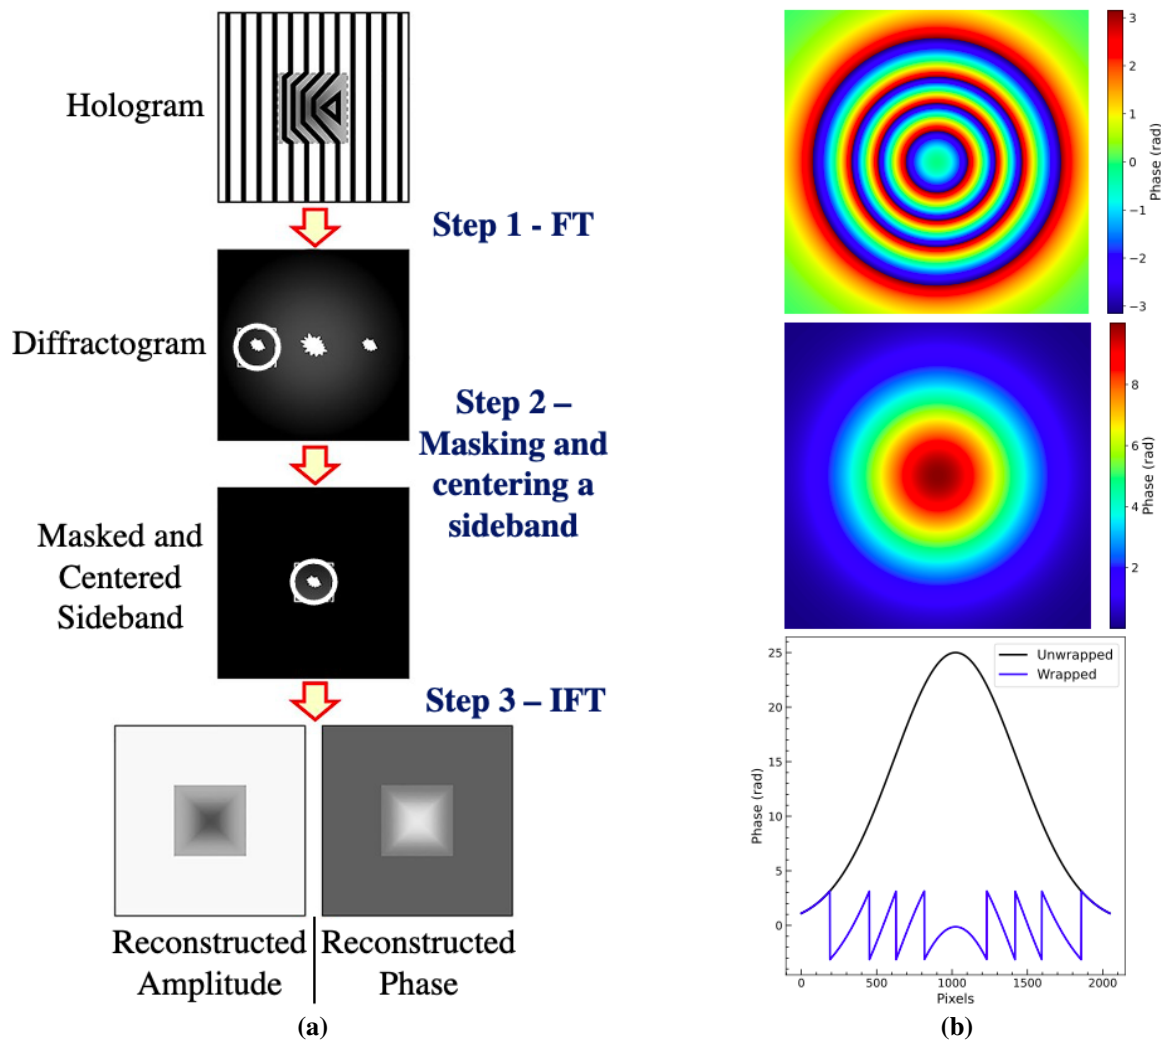 Hologram
Step 1 - FT
Diffractogram
Step 2 –
Masking and
centering a
sideband
Masked and
Centered
Sideband
Step 3 – IFT
Reconstructed
Amplitude
Reconstructed
Phase
(a)
3
2
1
0
−1
−2
−3
Phase (rad)
8
6
4
2
Phase (rad)
25
20
15
10
5
0
Phase (rad)
Unwrapped
Wrapped
0 500 1000 1500 2000
Pixels
(b)